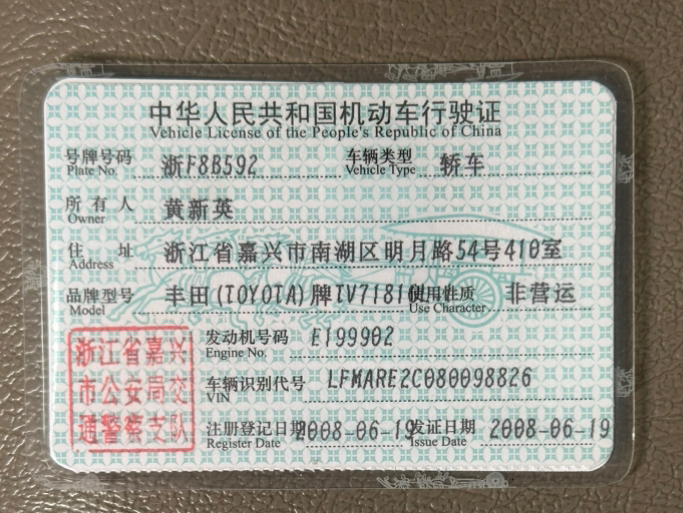 中华人民共和国机动车行驶证
Vehicle License of the People's Republic of China
号牌号码 浙F8B592 车辆类型 轿车
Plate No. Vehicle Type
所有人 黄新英
Owner
住址 浙江省嘉兴市南湖区明月路54号410室
Address
品牌型号 丰田(TOYOTA)牌TV7181 使用性质 非营运
Model Use Character
发动机号码 E199902
Engine No.
车辆识别代号 LFMARE2C080098826
VIN
注册登记日期 2008-06-19 发证日期 2008-06-19
Register Date Issue Date
浙江省嘉兴
市公安局交
通警察支队